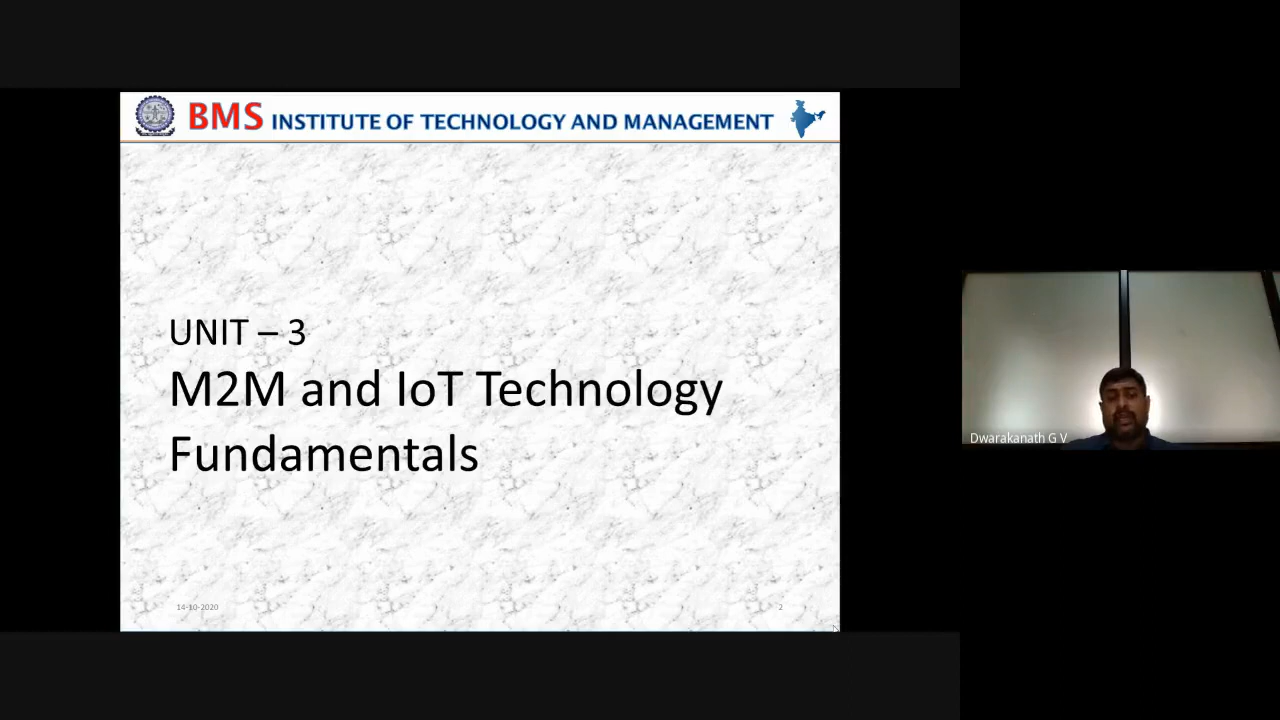 BMS INSTITUTE OF TECHNOLOGY AND MANAGEMENT
UNIT – 3
M2M and IoT Technology
Fundamentals
14-10-2020
2
Dwarakanath G V